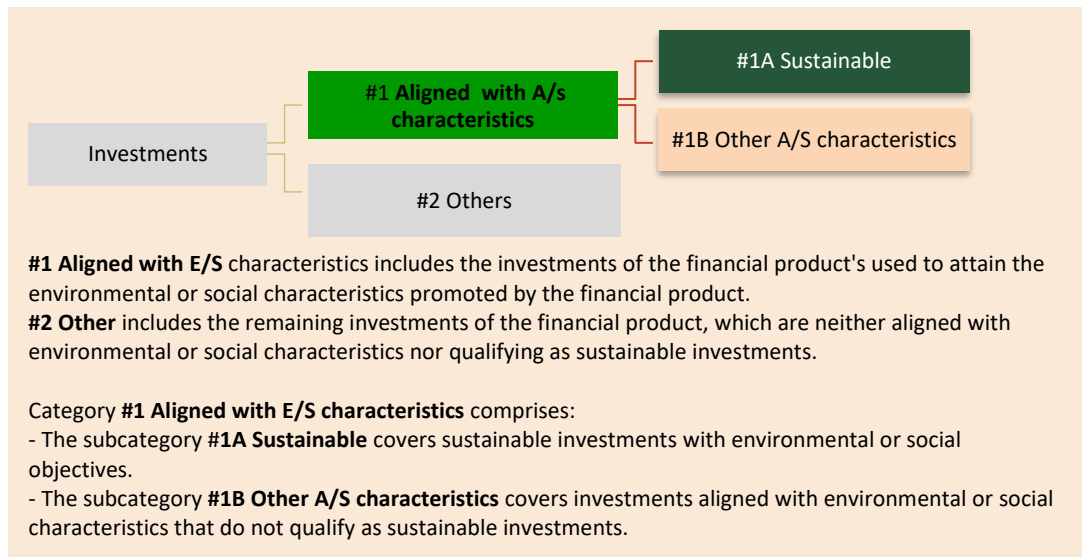 #1A Sustainable
#1 Aligned with A/s
characteristics
#1B Other A/S characteristics
Investments
#2 Others
#1 Aligned with E/S characteristics includes the investments of the financial product's used to attain the
environmental or social characteristics promoted by the financial product.
#2 Other includes the remaining investments of the financial product, which are neither aligned with
environmental or social characteristics nor qualifying as sustainable investments.
Category #1 Aligned with E/S characteristics comprises:
- The subcategory #1A Sustainable covers sustainable investments with environmental or social
objectives.
- The subcategory #1B Other A/S characteristics covers investments aligned with environmental or social
characteristics that do not qualify as sustainable investments.